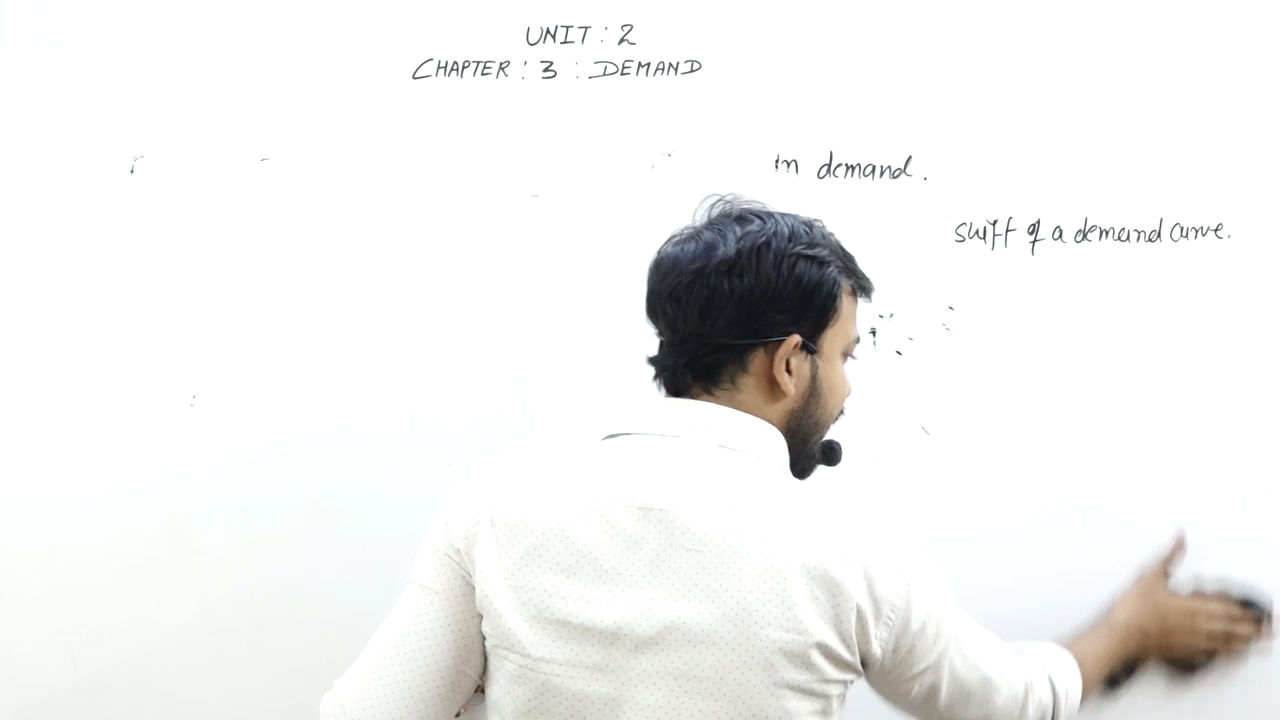 UNIT : 2
CHAPTER : 3 : DEMAND
in demand.
shift of a demand curve.